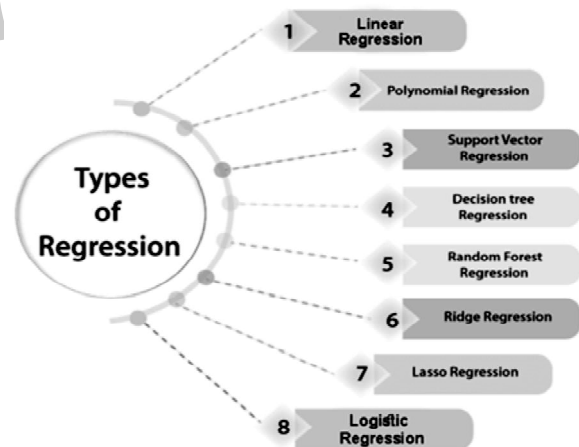 Types
of
Regression
1
Linear
Regression
2
Polynomial Regression
3
Support Vector
Regression
4
Decision tree
Regression
5
Random Forest
Regression
6
Ridge Regression
7
Lasso Regression
8
Logistic
Regression